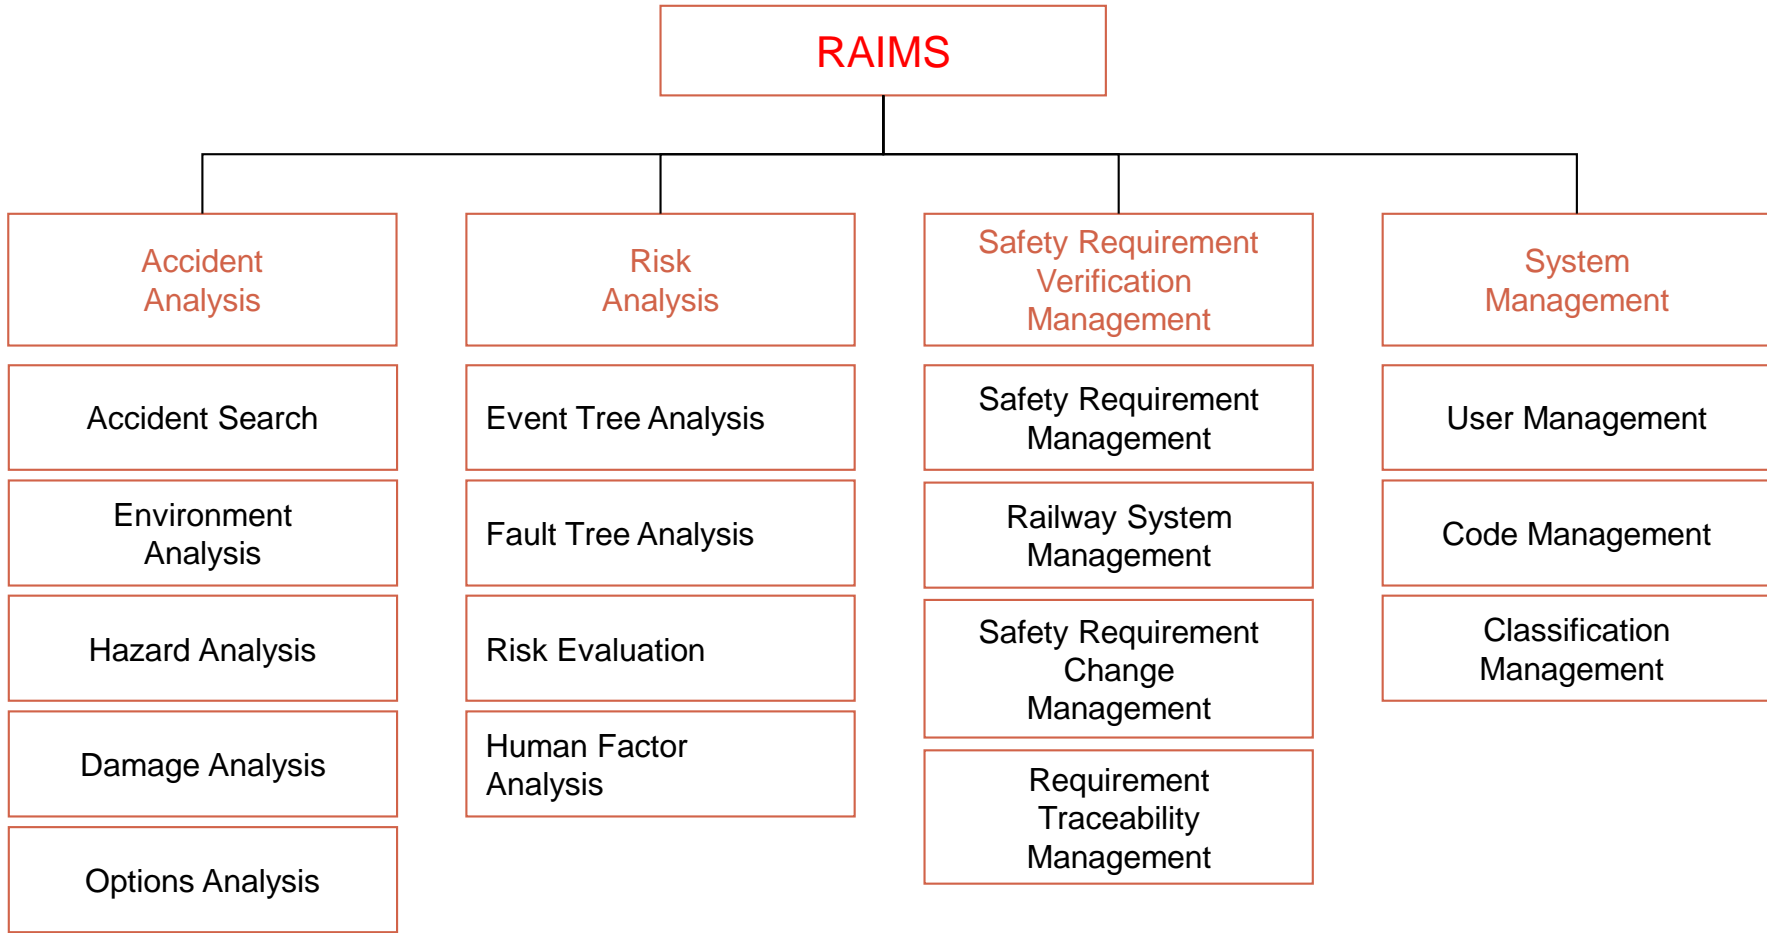 RAIMS
Accident
Analysis
Risk
Analysis
Safety Requirement
Verification
Management
System
Management
Accident Search
Environment
Analysis
Hazard Analysis
Damage Analysis
Options Analysis
Event Tree Analysis
Fault Tree Analysis
Risk Evaluation
Human Factor
Analysis
Safety Requirement
Management
Railway System
Management
Safety Requirement
Change
Management
Requirement
Traceability
Management
User Management
Code Management
Classification
Management